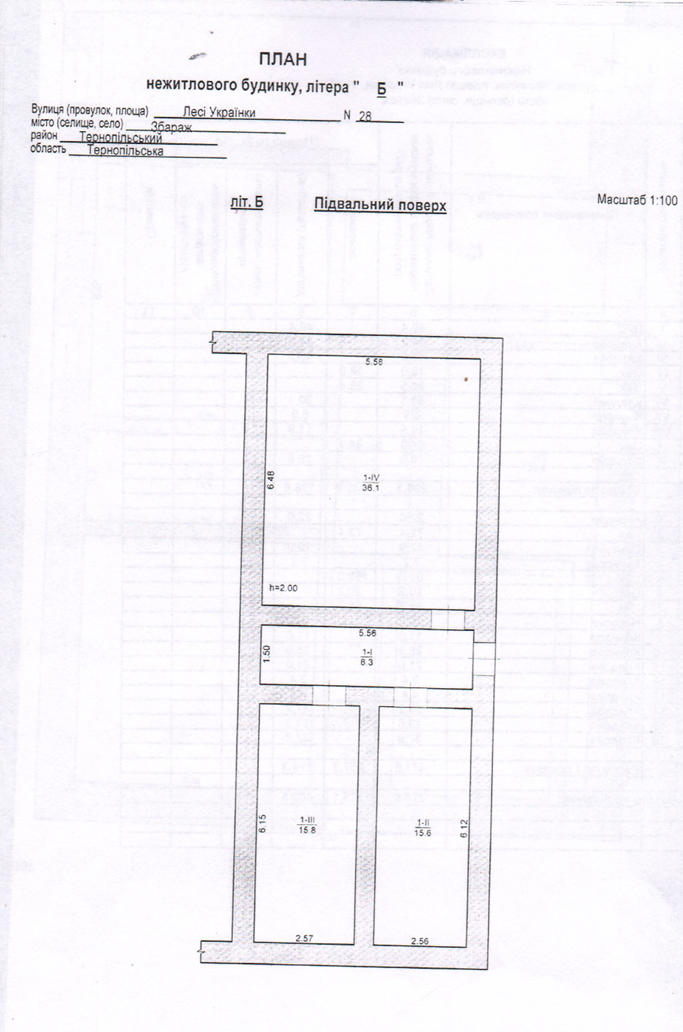 ПЛАН
нежитлового будинку, літера " Б "
Вулиця (провулок, площа) Лесі Українки N 28
місто (селище, село) Збараж
район Тернопільський
область Тернопільська
літ. Б Підвальний поверх Масштаб 1:100
5.56
6.48
1-IV
36.1
h=2.00
5.56
1.50
1-I
8.3
6.15
1-III
15.8
1-II
15.6
6.12
2.57
2.56